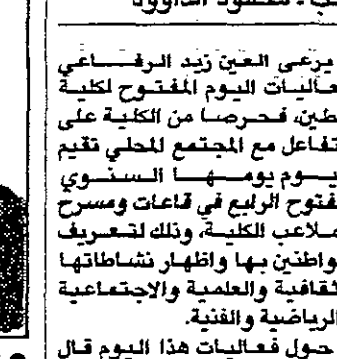 يرعى العين زيد الرفاعي
عاليات اليوم المفتوح لكلية
طين، فحرصا من الكلية على
تفاعل مع المجتمع المحلي تقيم
يوم يومها السنوي
فتوح الرابع في قاعات ومسرح
ملاعب الكلية، وذلك لتعريف
واطنين بها واظهار نشاطاتها
ثقافية والعلمية والاجتماعية
الرياضية والفنية.
حول فعاليات هذا اليوم قال